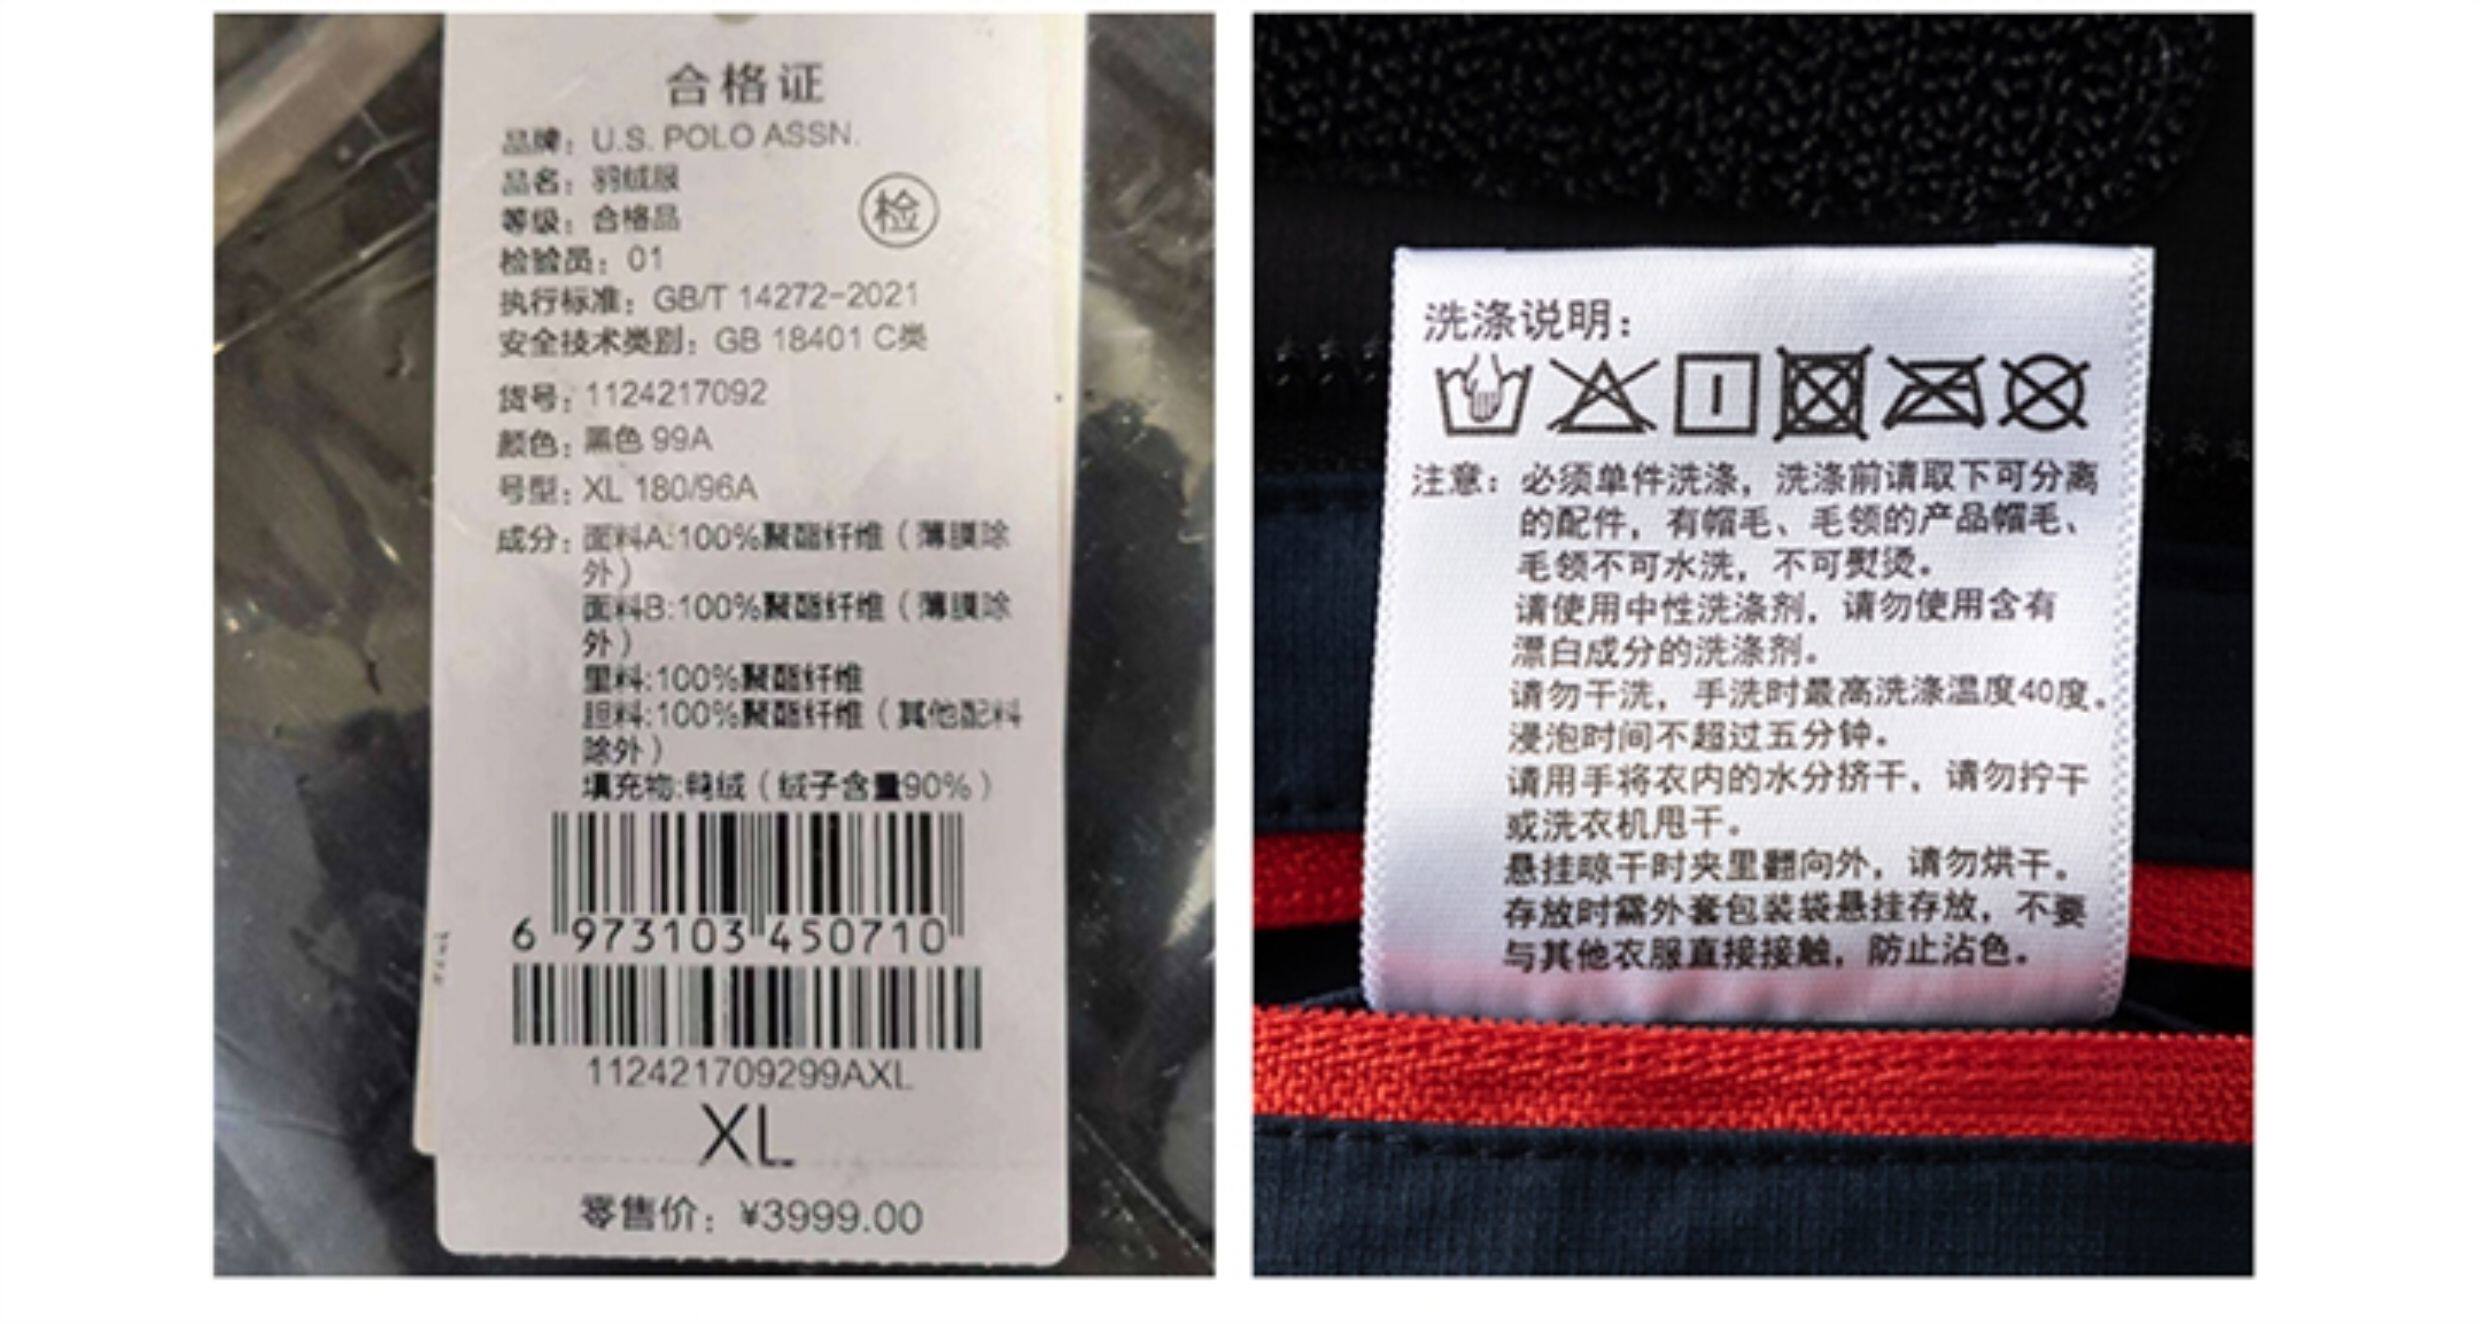 合格证
品牌：U.S. POLO ASSN.
品名：羽绒服
等级：合格品
检
检验员：01
执行标准：GB/T 14272-2021
安全技术类别：GB 18401 C类
货号：1124217092
颜色：黑色 99A
号型：XL 180/96A
成分：面料A:100%聚酯纤维（薄膜除
外）
面料B:100%聚酯纤维（薄膜除
外）
里料:100%聚酯纤维
胆料:100%聚酯纤维（其他配料
除外）
填充物:鸭绒（绒子含量90%）
6 973103 450710
112421709299AXL
XL
零售价：¥3999.00
洗涤说明：
注意：必须单件洗涤，洗涤前请取下可分离
的配件，有帽毛、毛领的产品帽毛、
毛领不可水洗，不可熨烫。
请使用中性洗涤剂，请勿使用含有
漂白成分的洗涤剂。
请勿干洗，手洗时最高洗涤温度40度。
浸泡时间不超过五分钟。
请用手将衣内的水分挤干，请勿拧干
或洗衣机甩干。
悬挂晾干时夹里翻向外，请勿烘干。
存放时需外套包装袋悬挂存放，不要
与其他衣服直接接触，防止沾色。